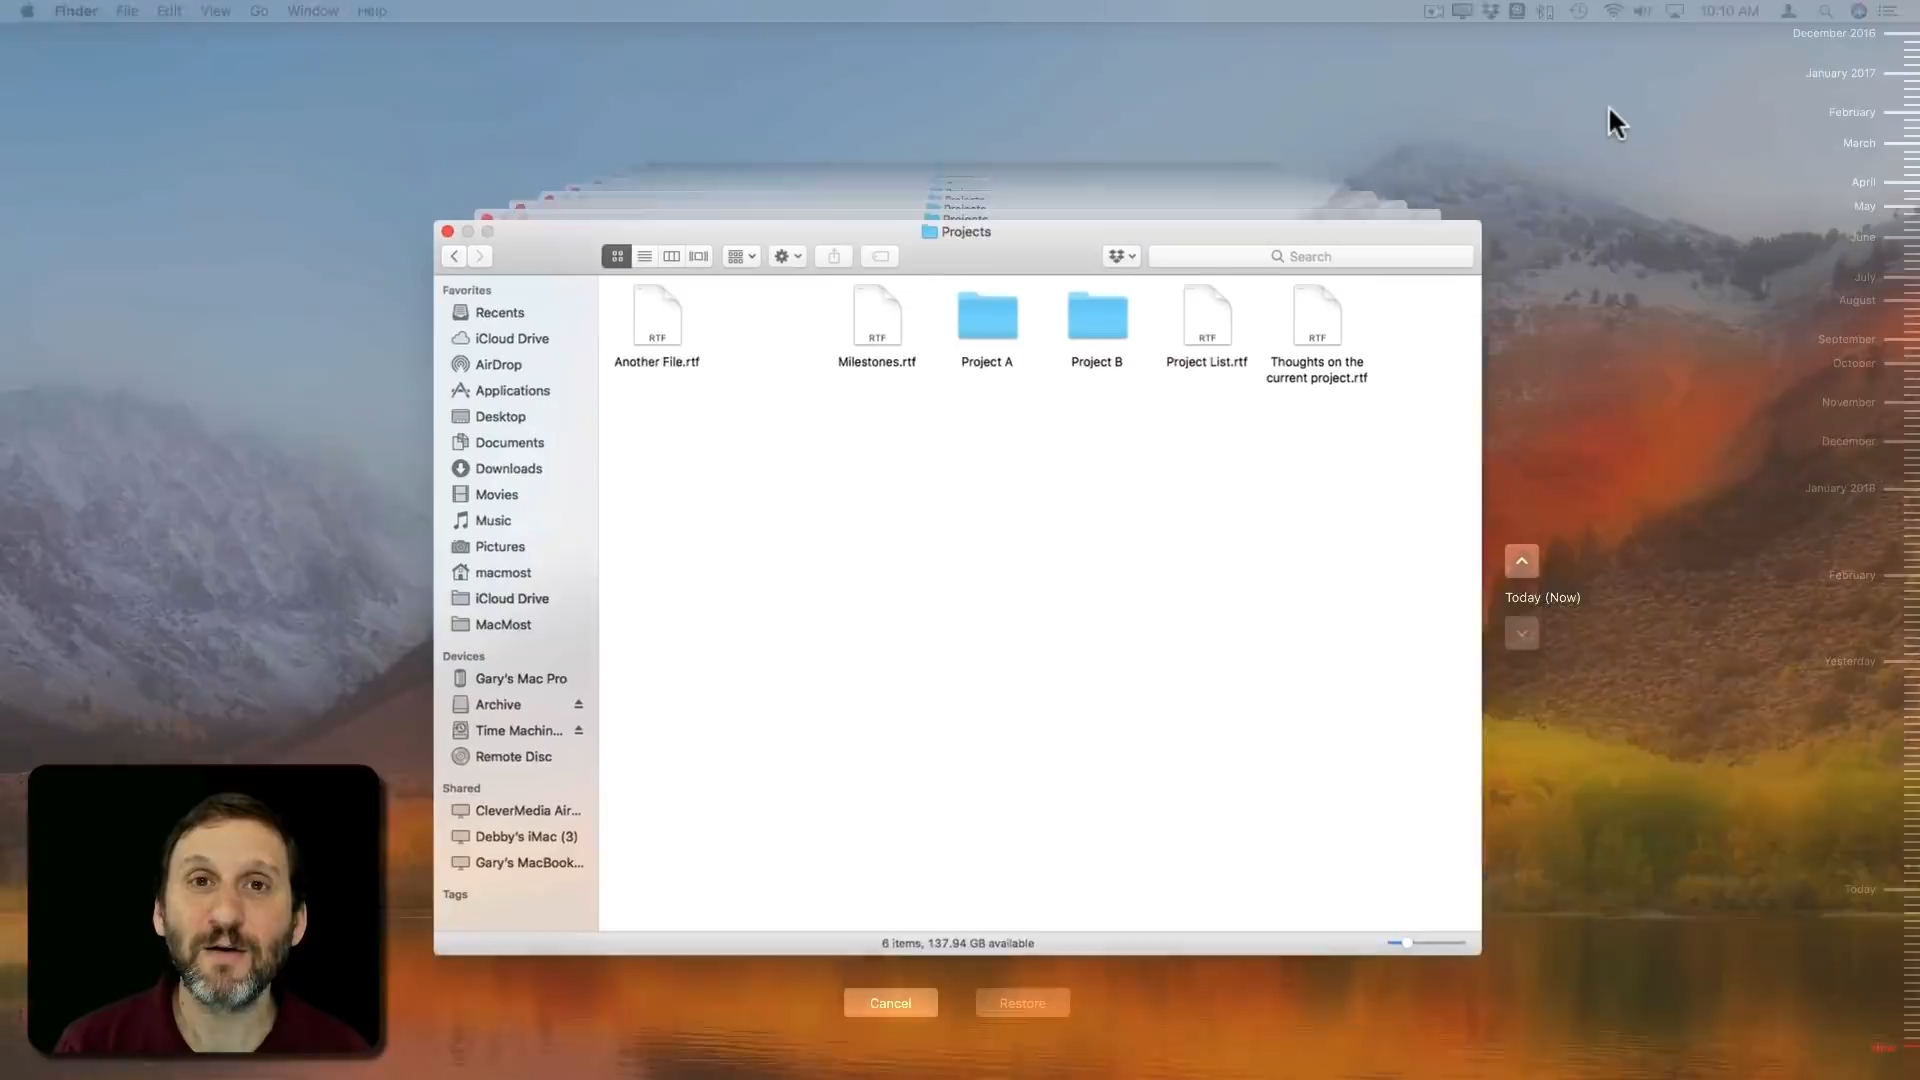 Finder File Edit View Go Window Help
10:10 AM
December 2016
January 2017
February
March
April
May
June
July
August
September
October
November
December
January 2018
February
Yesterday
Today
Now
Projects
Projects
Projects
Projects
Search
Favorites
Recents
iCloud Drive
AirDrop
Applications
Desktop
Documents
Downloads
Movies
Music
Pictures
macmost
iCloud Drive
MacMost
Devices
Gary's Mac Pro
Archive
Time Machin...
Remote Disc
Shared
CleverMedia Air...
Debby's iMac (3)
Gary's MacBook...
Tags
RTF
Another File.rtf
RTF
Milestones.rtf
Project A
Project B
RTF
Project List.rtf
RTF
Thoughts on the
current project.rtf
6 items, 137.94 GB available
Today (Now)
Cancel
Restore